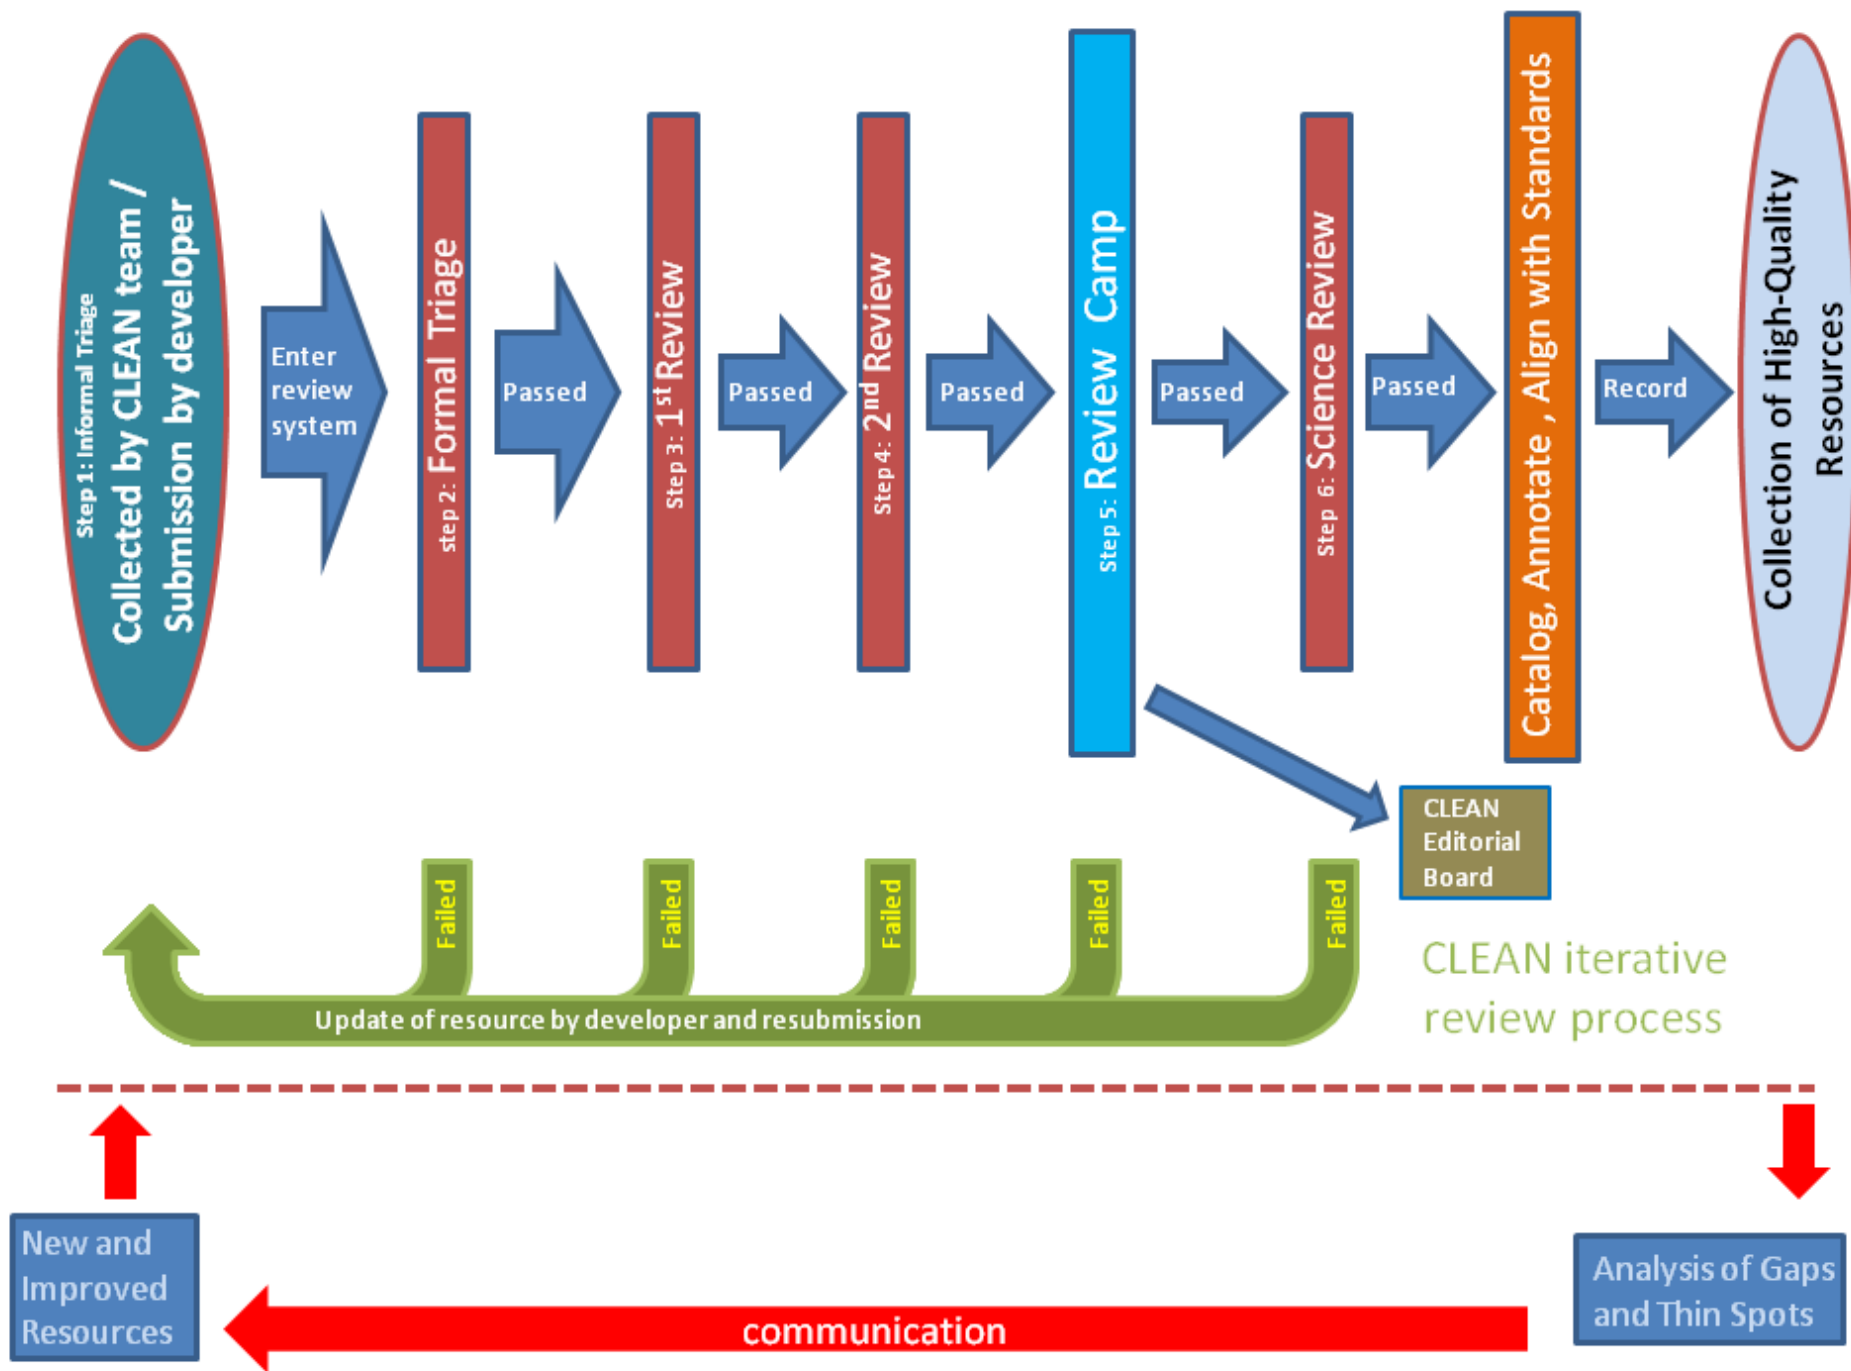 Step 1: Informal Triage
Collected by CLEAN team /
Submission by developer
Enter
review
system
step 2: Formal Triage
Passed
Step 3: 1st Review
Passed
Step 4: 2nd Review
Passed
Step 5: Review Camp
Passed
Step 6: Science Review
Passed
Catalog, Annotate , Align with Standards
Record
Collection of High-Quality
Resources
CLEAN
Editorial
Board
Failed
Failed
Failed
Failed
Failed
Update of resource by developer and resubmission
CLEAN iterative
review process
New and
Improved
Resources
communication
Analysis of Gaps
and Thin Spots